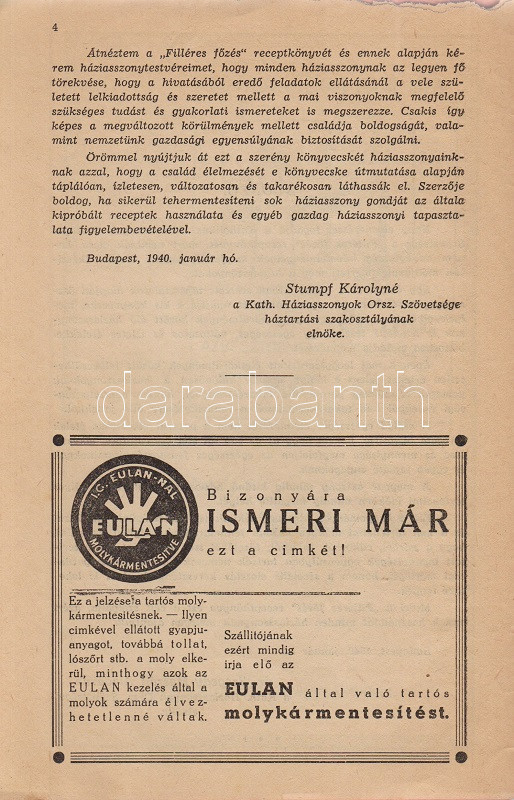 4
Átnéztem a „Filléres főzés" receptkönyvét és ennek alapján ké-
rem háziasszonytestvéreimet, hogy minden háziasszonynak az legyen fő
törekvése, hogy a hivatásából eredő feladatok ellátásánál a vele szü-
letett lelkiadottság és szeretet mellett a mai viszonyoknak megfelelő
szükséges tudást és gyakorlati ismereteket is megszerezze. Csakis így
képes a megváltozott körülmények mellett családja boldogságát, vala-
mint nemzetünk gazdasági egyensúlyának biztosítását szolgálni.
Örömmel nyújtjuk át ezt a szerény könyvecskét háziasszonyaink-
nak azzal, hogy a család élelmezését e könyvecske útmutatása alapján
táplálóan, izletesen, változatosan és takarékosan láthassák el. Szerzője
boldog, ha sikerül tehermentesíteni sok háziasszony gondját az általa
kipróbált receptek használata és egyéb gazdag háziasszonyi tapaszta-
lata figyelembevételével.
Budapest, 1940. január hó.
Stumpf Károlyné
a Kath. Háziasszonyok Orsz. Szövetsége
háztartási szakosztályának
elnöke.
darabanth
I.G. EULAN-NAL
EULAN
MOLYKÁRMENTESITVE
Bizonyára
ISMERI MÁR
ezt a cimkét!
Ez a jelzése a tartós moly-
kármentesitésnek. — Ilyen
cimkével ellátott gyapju-
anyagot, továbbá tollat,
lószőrt stb. a moly elke-
rül, minthogy azok az
EULAN kezelés által a
molyok számára élvez-
hetetlenné váltak.
Szállitójának
ezért mindig
irja elő az
EULAN által való tartós
molykármentesítést.